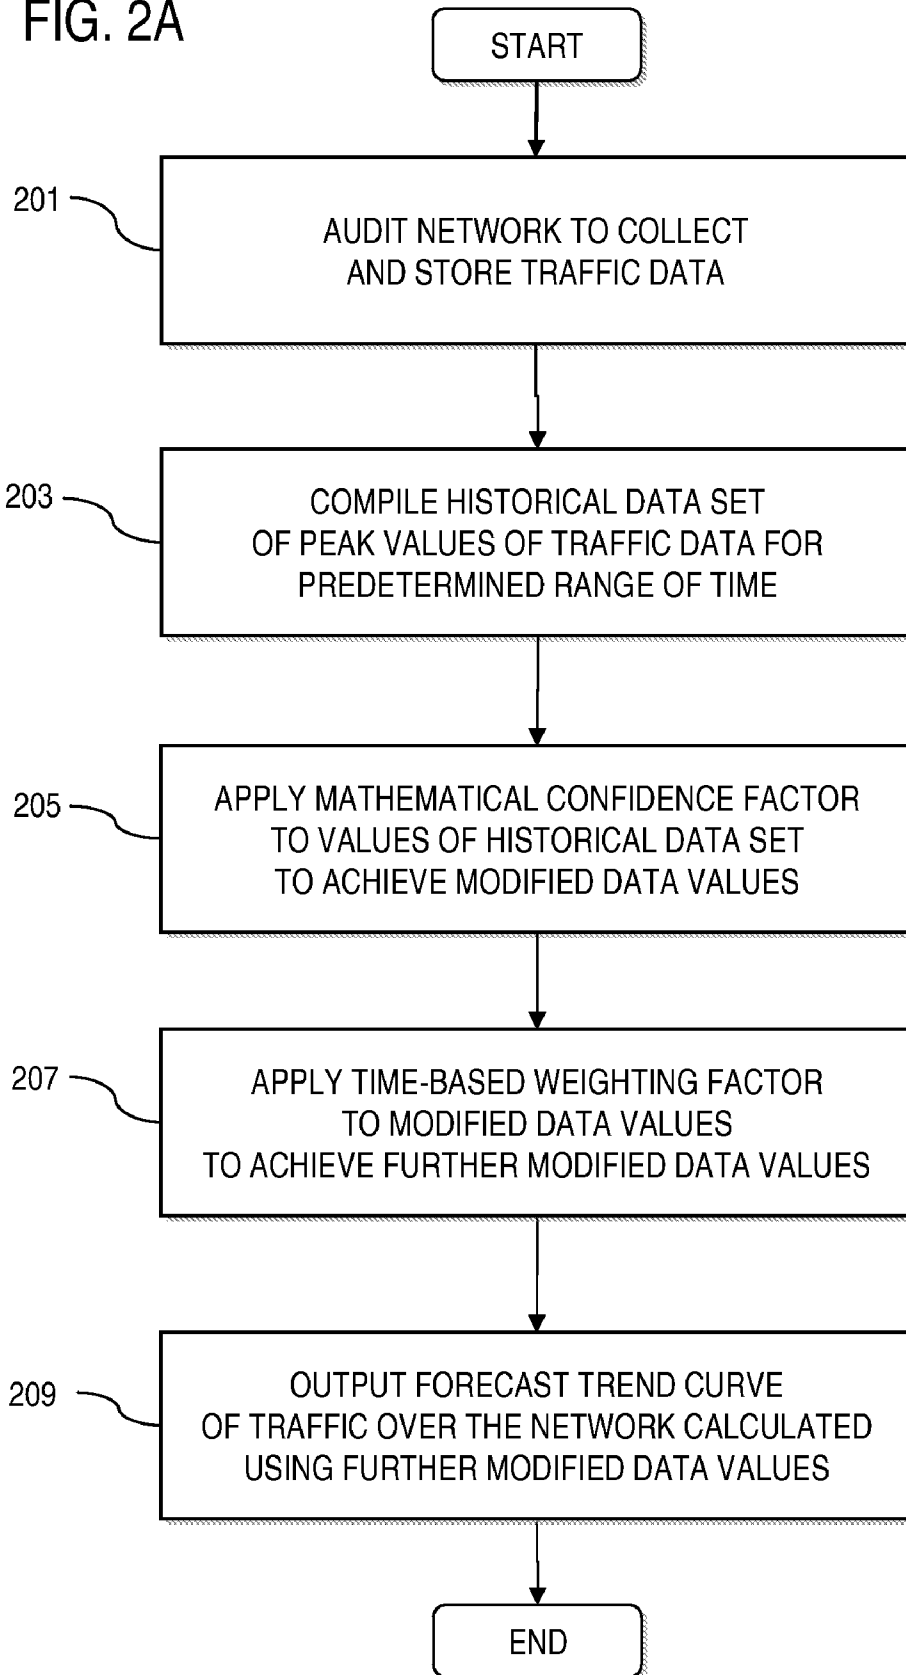 FIG. 2A
START
201
AUDIT NETWORK TO COLLECT
AND STORE TRAFFIC DATA
203
COMPILE HISTORICAL DATA SET
OF PEAK VALUES OF TRAFFIC DATA FOR
PREDETERMINED RANGE OF TIME
205
APPLY MATHEMATICAL CONFIDENCE FACTOR
TO VALUES OF HISTORICAL DATA SET
TO ACHIEVE MODIFIED DATA VALUES
207
APPLY TIME-BASED WEIGHTING FACTOR
TO MODIFIED DATA VALUES
TO ACHIEVE FURTHER MODIFIED DATA VALUES
209
OUTPUT FORECAST TREND CURVE
OF TRAFFIC OVER THE NETWORK CALCULATED
USING FURTHER MODIFIED DATA VALUES
END